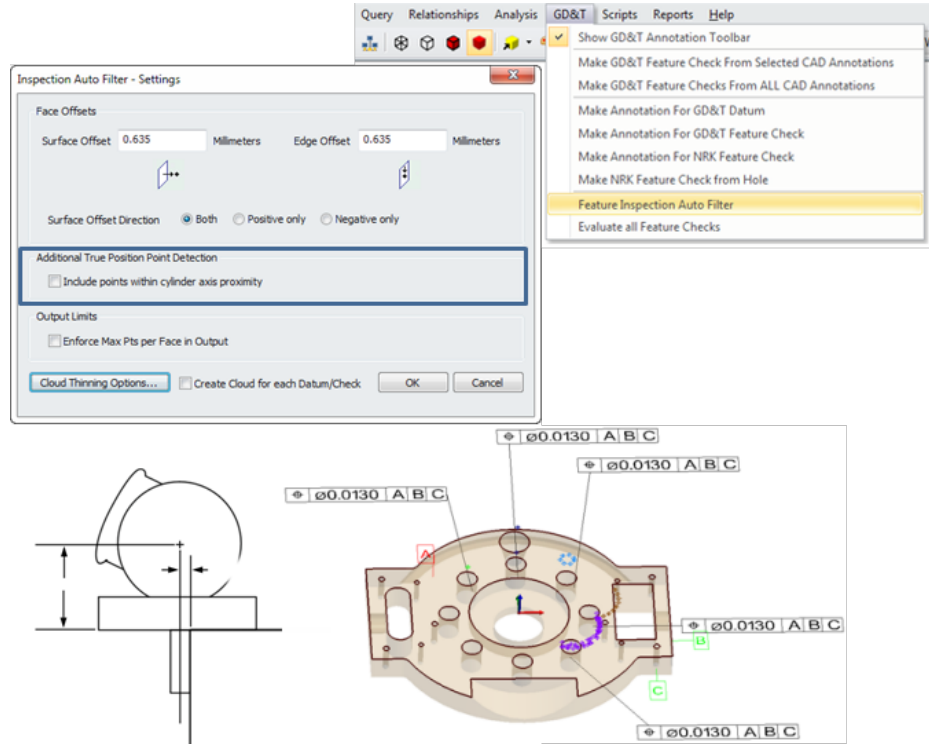 Query Relationships Analysis GD&T Scripts Reports Help
Show GD&T Annotation Toolbar
Make GD&T Feature Check From Selected CAD Annotations
Make GD&T Feature Checks From ALL CAD Annotations
Make Annotation For GD&T Datum
Make Annotation For GD&T Feature Check
Make Annotation For NRK Feature Check
Make NRK Feature Check from Hole
Feature Inspection Auto Filter
Evaluate all Feature Checks
Inspection Auto Filter - Settings
Face Offsets
Surface Offset 0.635 Millimeters Edge Offset 0.635 Millimeters
Surface Offset Direction Both Positive only Negative only
Additional True Position Point Detection
Include points within cylinder axis proximity
Output Limits
Enforce Max Pts per Face in Output
Cloud Thinning Options... Create Cloud for each Datum/Check OK Cancel
⌖ ⌀0.0130 A B C
⌖ ⌀0.0130 A B C
⌖ ⌀0.0130 A B C
A
⌖ ⌀0.0130 A B C
B
C
⌖ ⌀0.0130 A B C